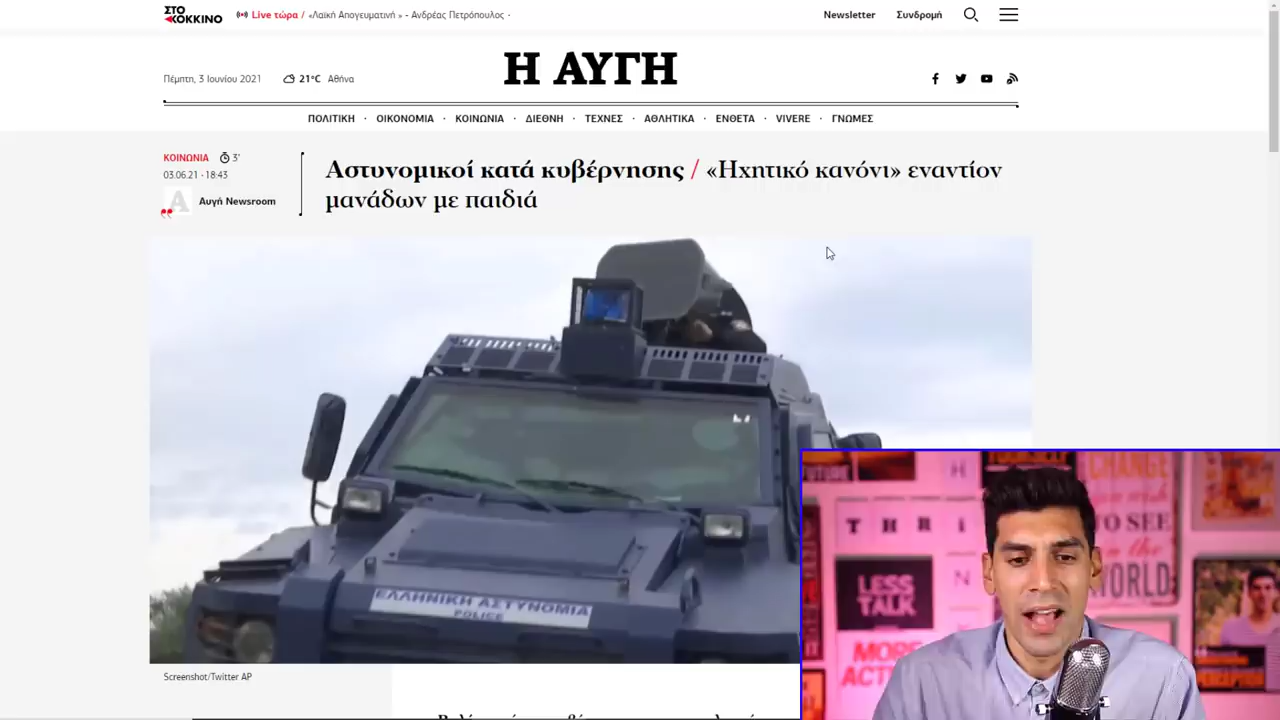 ΣΤΟ
ΚΟΚΚΙΝΟ
Live τώρα / «Λαϊκή Απογευματινή » - Ανδρέας Πετρόπουλος ·
Newsletter
Συνδρομή
Πέμπτη, 3 Ιουνίου 2021
21°C Αθήνα
Η ΑΥΓΗ
ΠΟΛΙΤΙΚΗ · ΟΙΚΟΝΟΜΙΑ · ΚΟΙΝΩΝΙΑ · ΔΙΕΘΝΗ · ΤΕΧΝΕΣ · ΑΘΛΗΤΙΚΑ · ΕΝΘΕΤΑ · VIVERE · ΓΝΩΜΕΣ
ΚΟΙΝΩΝΙΑ 3'
03.06.21 · 18:43
Αυγή Newsroom
Αστυνομικοί κατά κυβέρνησης / «Ηχητικό κανόνι» εναντίον
μανάδων με παιδιά
ΕΛΛΗΝΙΚΗ ΑΣΤΥΝΟΜΙΑ
POLICE
Screenshot/Twitter AP
CHANGE
TO SEE
WORLD
LESS
TALK
MORE